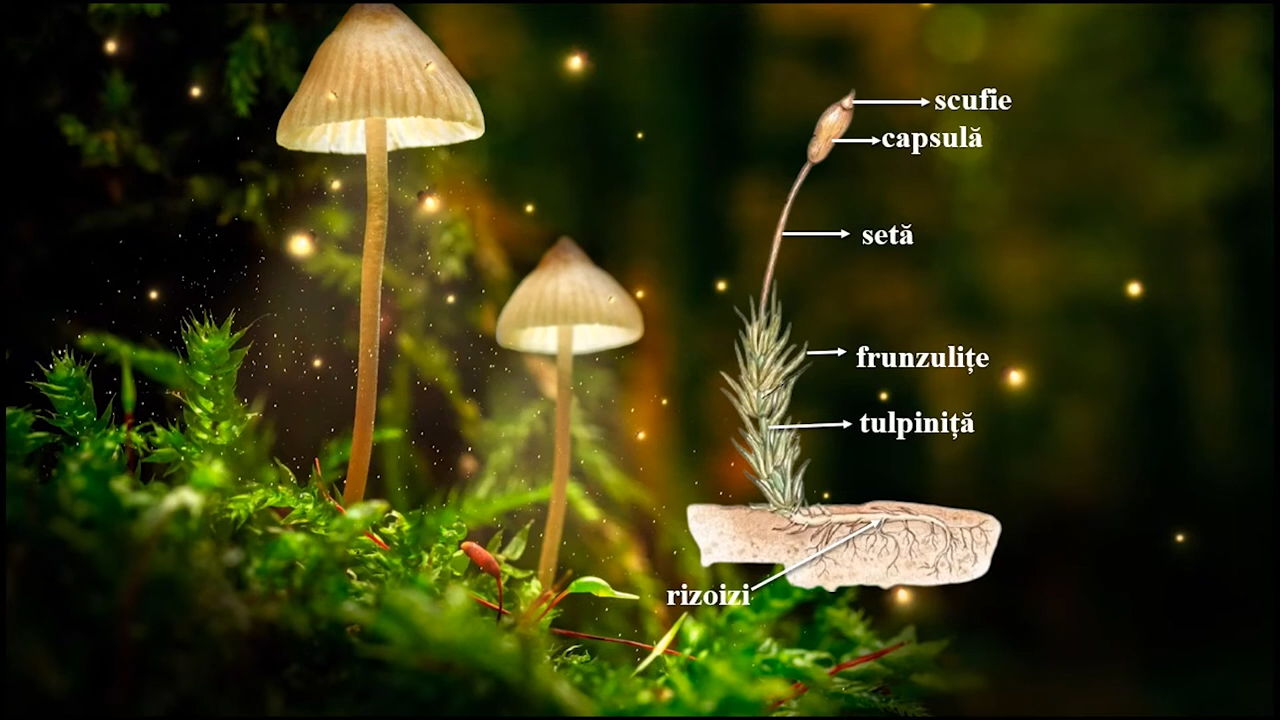 scufie
capsulă
setă
frunzulițe
tulpiniță
rizoizi